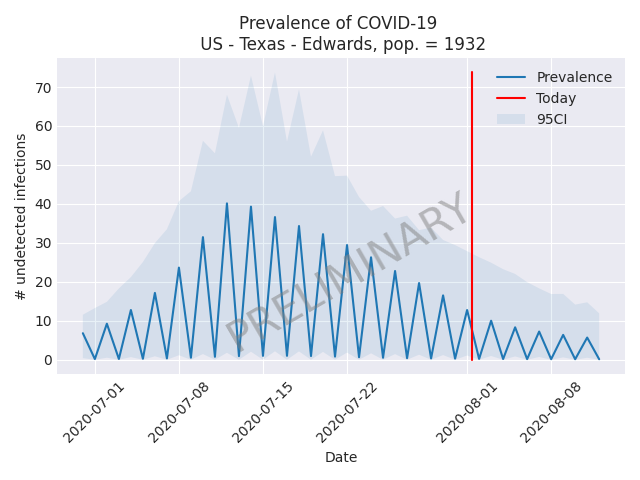 Prevalence of COVID-19
US - Texas - Edwards, pop. = 1932
# undetected infections
70
60
50
40
30
20
10
0
Prevalence
Today
95CI
PRELIMINARY
2020-07-01
2020-07-08
2020-07-15
2020-07-22
2020-08-01
2020-08-08
Date